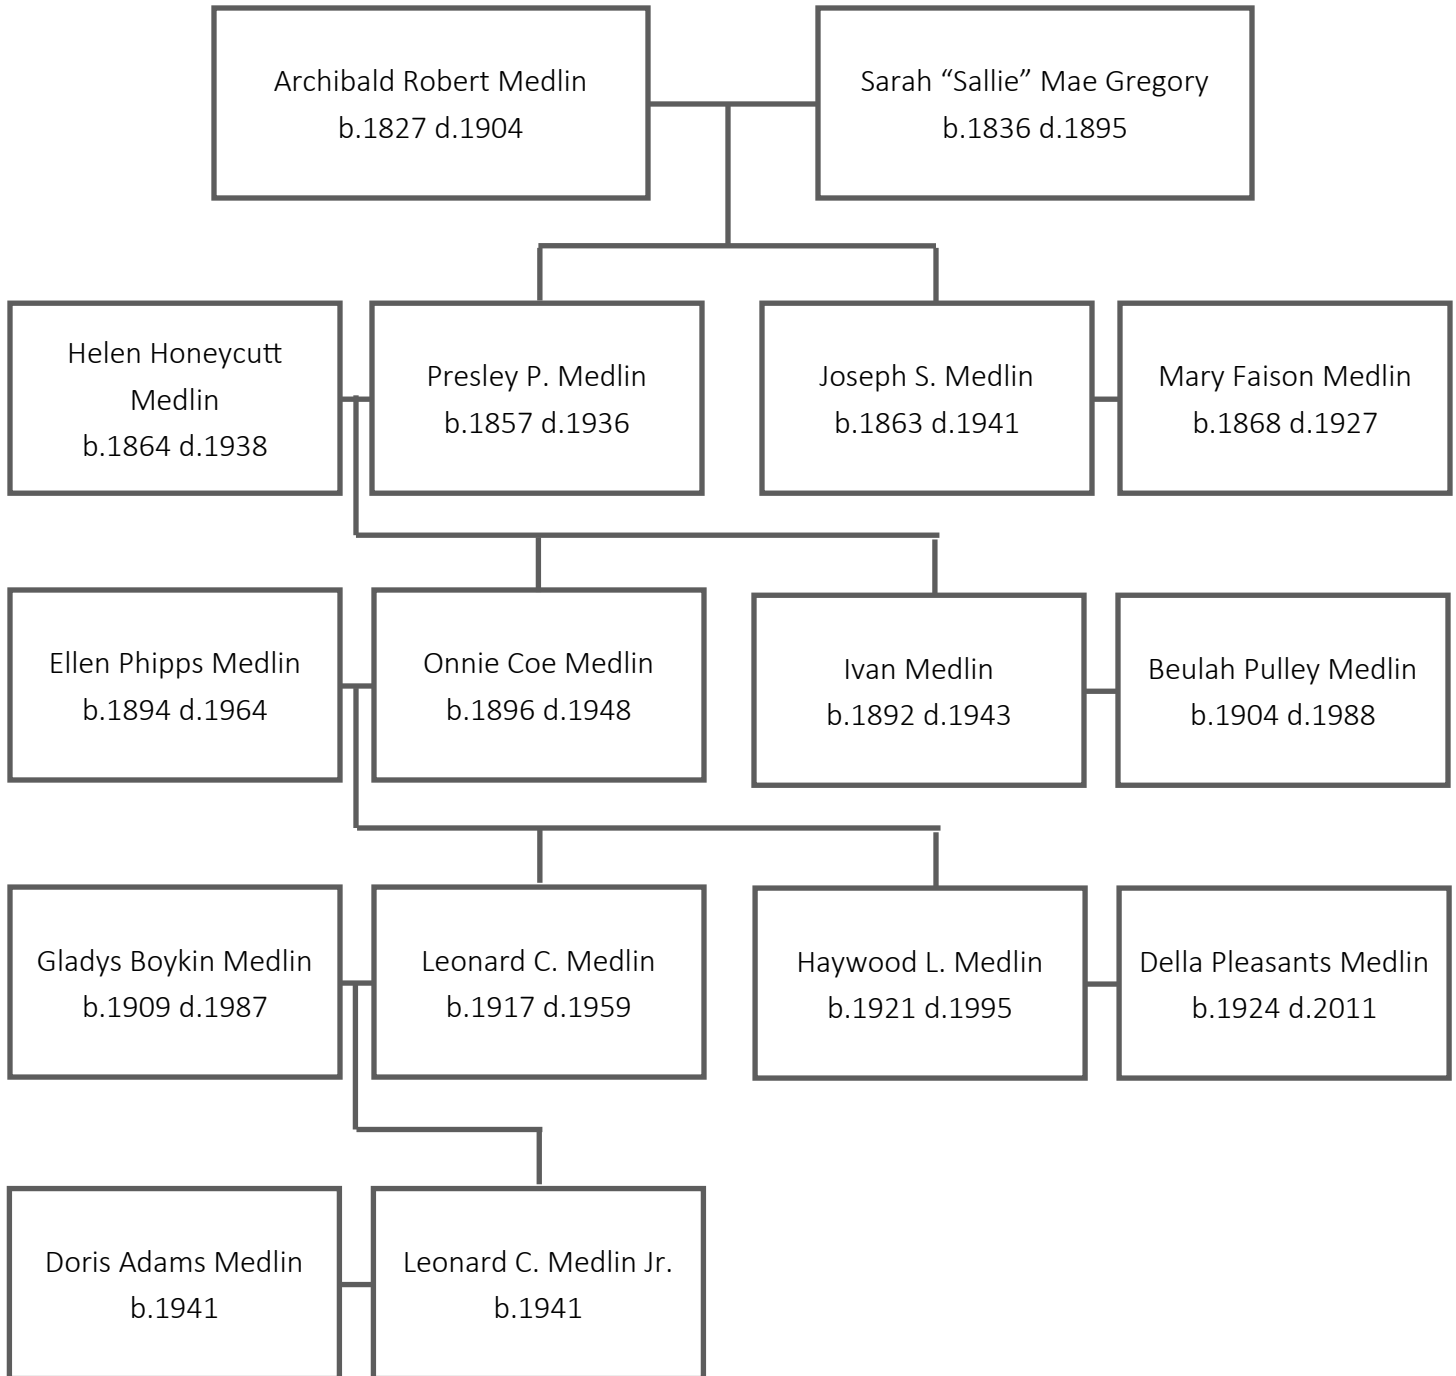 Archibald Robert Medlin
b.1827 d.1904
Sarah “Sallie” Mae Gregory
b.1836 d.1895
Helen Honeycutt
Medlin
b.1864 d.1938
Presley P. Medlin
b.1857 d.1936
Joseph S. Medlin
b.1863 d.1941
Mary Faison Medlin
b.1868 d.1927
Ellen Phipps Medlin
b.1894 d.1964
Onnie Coe Medlin
b.1896 d.1948
Ivan Medlin
b.1892 d.1943
Beulah Pulley Medlin
b.1904 d.1988
Gladys Boykin Medlin
b.1909 d.1987
Leonard C. Medlin
b.1917 d.1959
Haywood L. Medlin
b.1921 d.1995
Della Pleasants Medlin
b.1924 d.2011
Doris Adams Medlin
b.1941
Leonard C. Medlin Jr.
b.1941